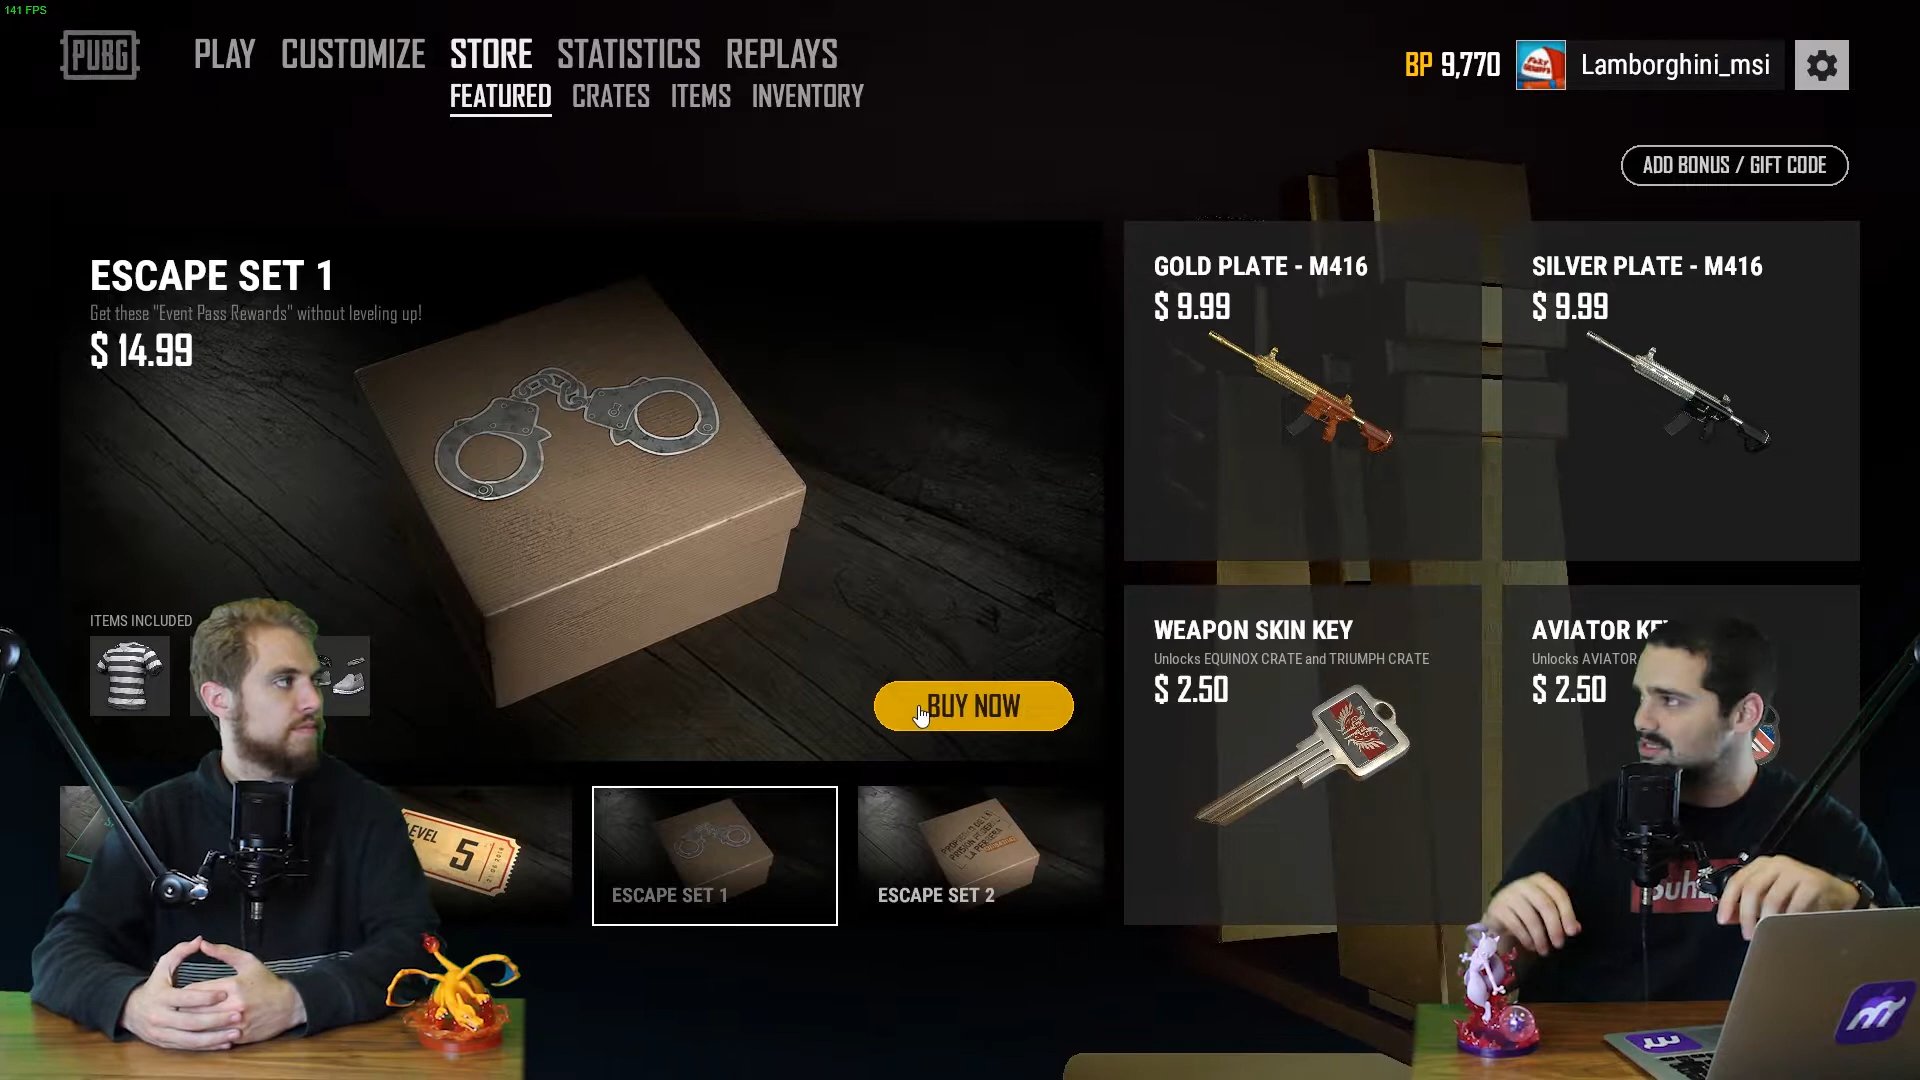 141 FPS
PUBG
PLAY CUSTOMIZE STORE STATISTICS REPLAYS
FEATURED CRATES ITEMS INVENTORY
BP 9,770
Lamborghini_msi
ADD BONUS / GIFT CODE
ESCAPE SET 1
Get these "Event Pass Rewards" without leveling up!
$ 14.99
ITEMS INCLUDED
BUY NOW
LEVEL
5
ESCAPE SET 1
ESCAPE SET 2
GOLD PLATE - M416
$ 9.99
SILVER PLATE - M416
$ 9.99
WEAPON SKIN KEY
Unlocks EQUINOX CRATE and TRIUMPH CRATE
$ 2.50
AVIATOR
Unlocks AVIATOR
$ 2.50